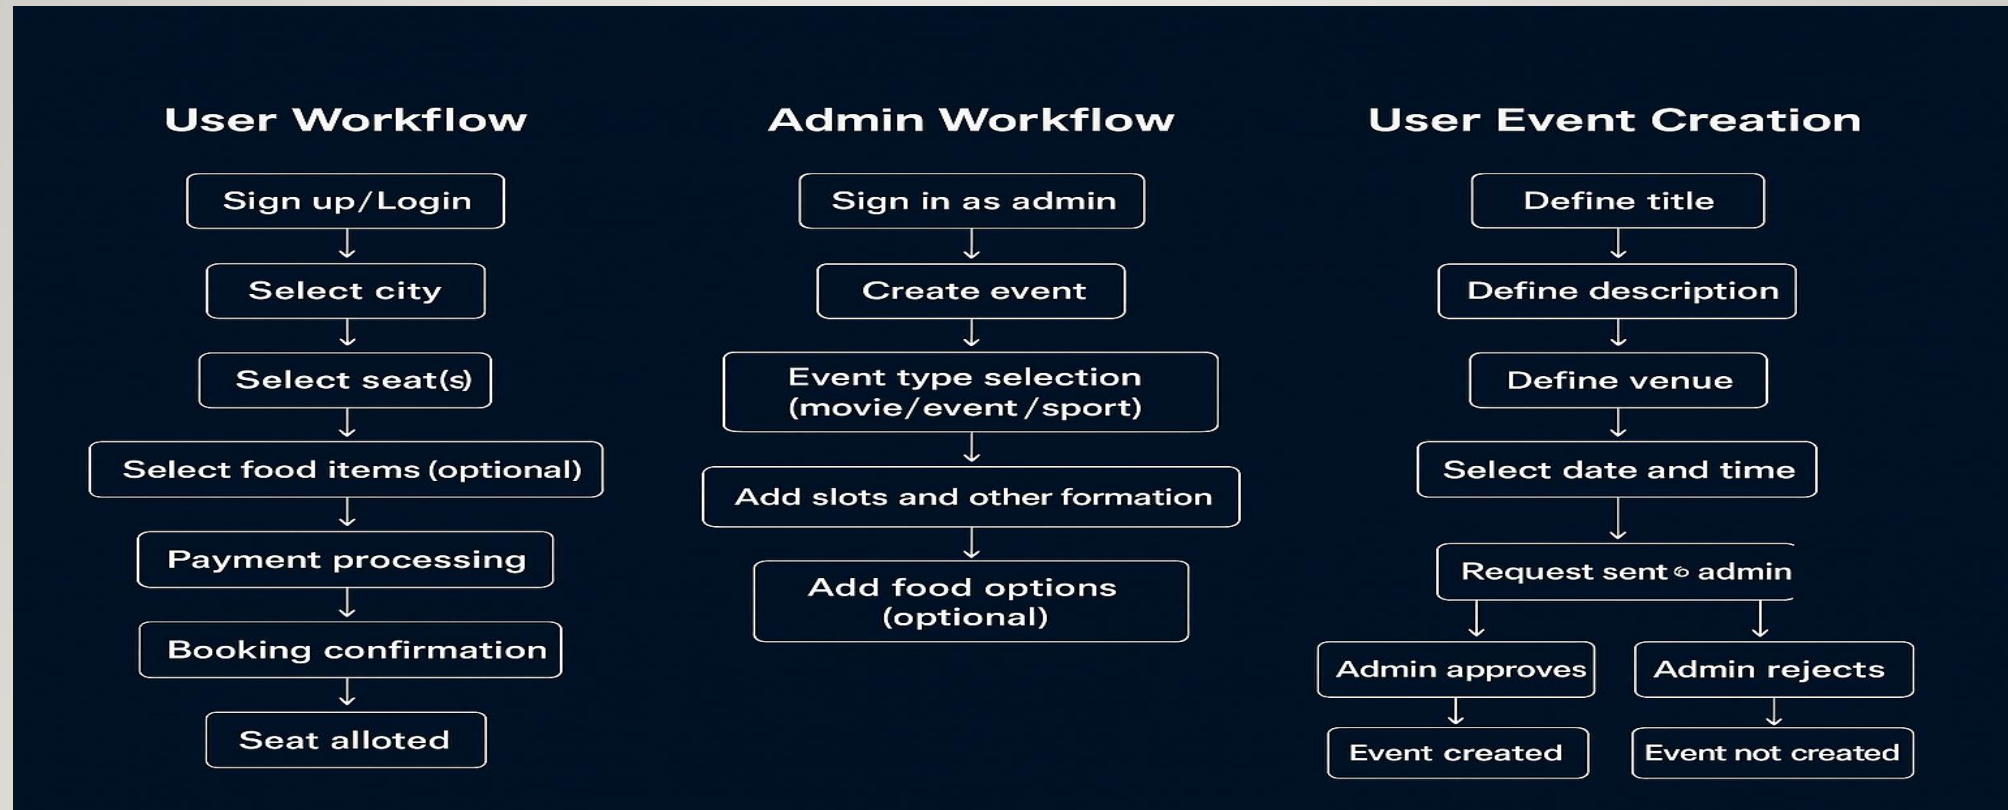 User Workflow
Sign up/Login
Select city
Select seat(s)
Select food items (optional)
Payment processing
Booking confirmation
Seat alloted
Admin Workflow
Sign in as admin
Create event
Event type selection
(movie/event/sport)
Add slots and other formation
Add food options
(optional)
User Event Creation
Define title
Define description
Define venue
Select date and time
Request sent admin
Admin approves
Admin rejects
Event created
Event not created